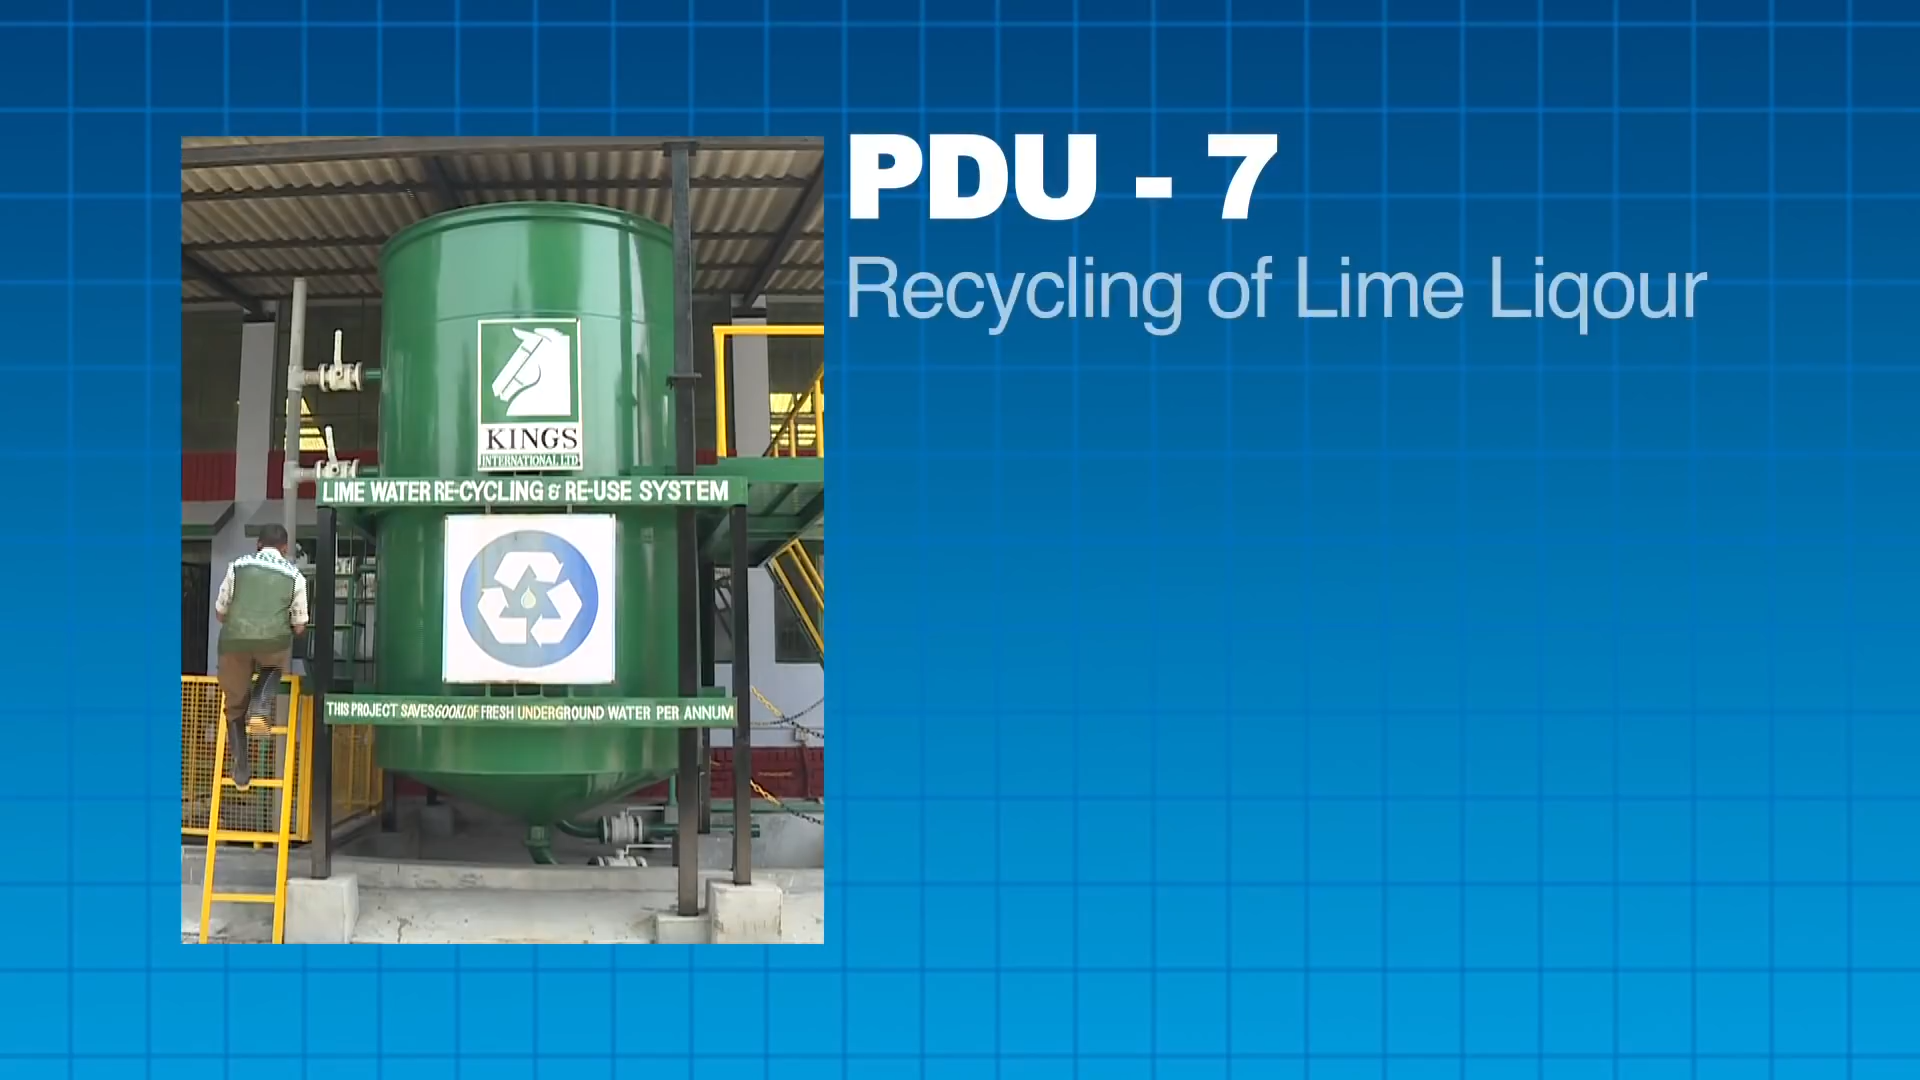 PDU - 7
Recycling of Lime Liqour
KINGS
INTERNATIONAL LTD
LIME WATER RE-CYCLING & RE-USE SYSTEM
THIS PROJECT SAVES 600KL OF FRESH UNDERGROUND WATER PER ANNUM